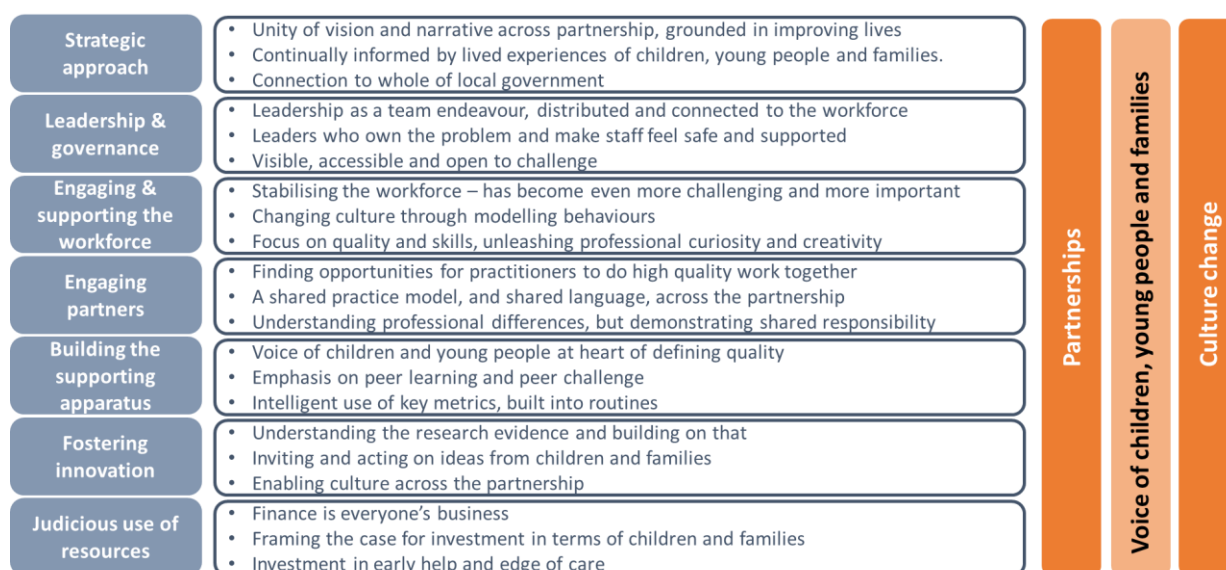 Strategic
approach
• Unity of vision and narrative across partnership, grounded in improving lives
• Continually informed by lived experiences of children, young people and families.
• Connection to whole of local government
Leadership &
governance
• Leadership as a team endeavour, distributed and connected to the workforce
• Leaders who own the problem and make staff feel safe and supported
• Visible, accessible and open to challenge
Engaging &
supporting the
workforce
• Stabilising the workforce – has become even more challenging and more important
• Changing culture through modelling behaviours
• Focus on quality and skills, unleashing professional curiosity and creativity
Engaging
partners
• Finding opportunities for practitioners to do high quality work together
• A shared practice model, and shared language, across the partnership
• Understanding professional differences, but demonstrating shared responsibility
Building the
supporting
apparatus
• Voice of children and young people at heart of defining quality
• Emphasis on peer learning and peer challenge
• Intelligent use of key metrics, built into routines
Fostering
innovation
• Understanding the research evidence and building on that
• Inviting and acting on ideas from children and families
• Enabling culture across the partnership
Judicious use of
resources
• Finance is everyone's business
• Framing the case for investment in terms of children and families
• Investment in early help and edge of care
Partnerships
Voice of children, young people and families
Culture change